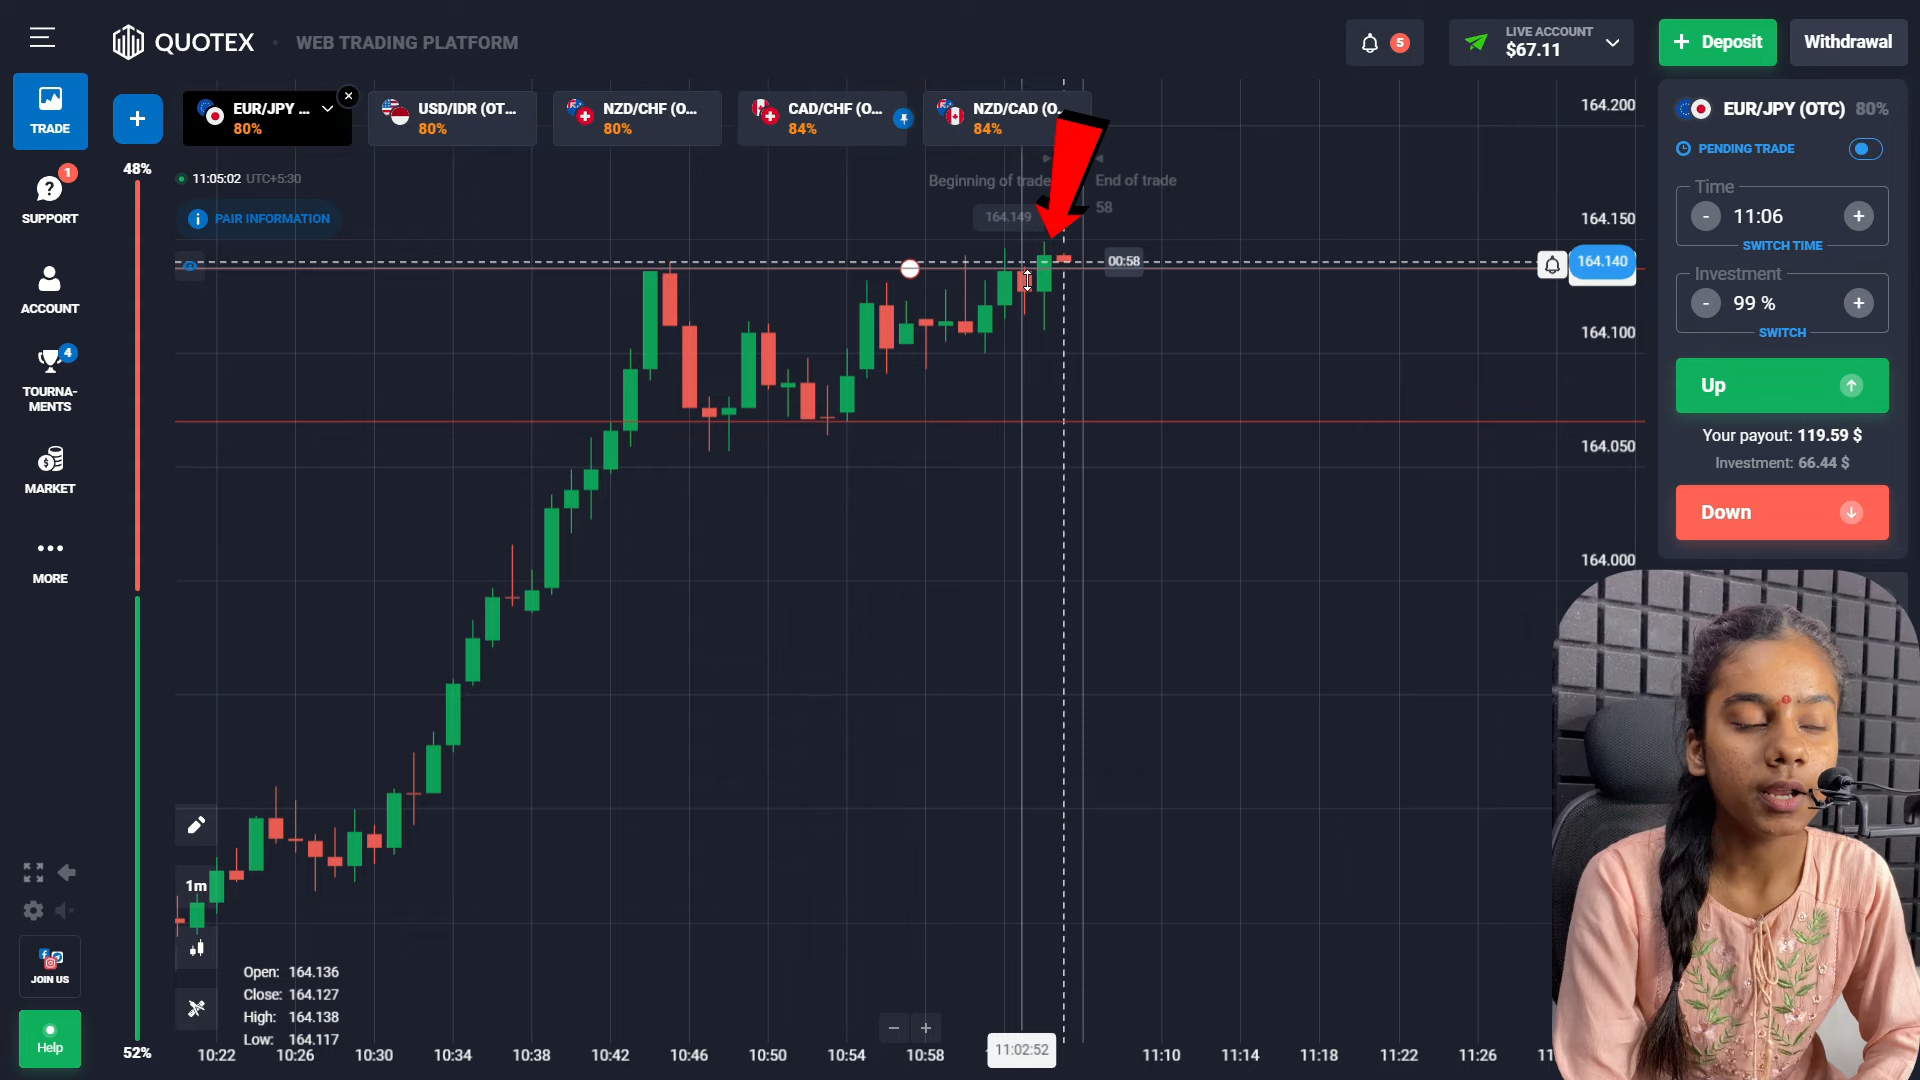 QUOTEX
WEB TRADING PLATFORM
5
LIVE ACCOUNT
$67.11
+ Deposit
Withdrawal
TRADE
+
EUR/JPY ...
80%
USD/IDR (OT...
80%
NZD/CHF (O...
80%
CAD/CHF (O...
84%
NZD/CAD (O...
84%
164.200
EUR/JPY (OTC) 80%
PENDING TRADE
48%
11:05:02 UTC+5:30
Beginning of trade
End of trade
58
1
SUPPORT
PAIR INFORMATION
164.149
164.150
Time
- 11:06 +
SWITCH TIME
00:58
164.140
Investment
- 99 % +
SWITCH
ACCOUNT
164.100
4
TOURNA-
MENTS
Up
Your payout: 119.59 $
Investment: 66.44 $
164.050
MARKET
Down
164.000
MORE
1m
JOIN US
Open: 164.136
Close: 164.127
High: 164.138
Low: 164.117
Help
52%
10:22
10:26
10:30
10:34
10:38
10:42
10:46
10:50
10:54
10:58
11:02:52
11:10
11:14
11:18
11:22
11:26